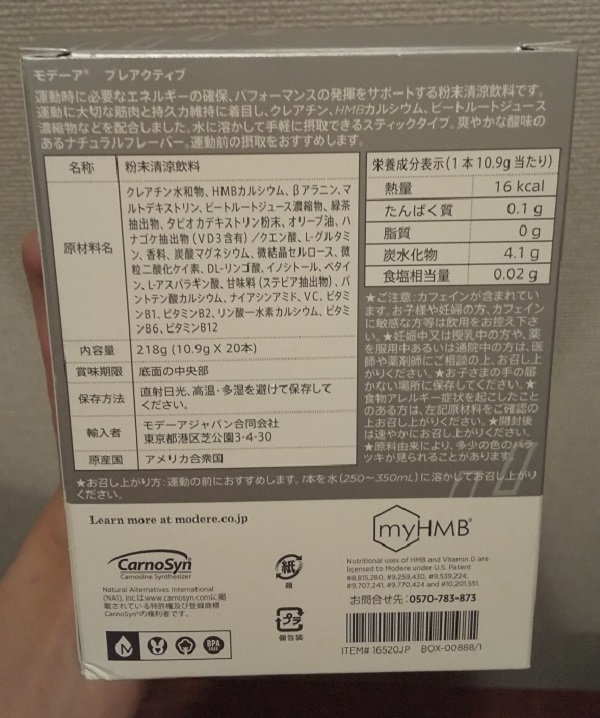 モデーア® プレアクティブ
運動時に必要なエネルギーの確保、パフォーマンスの発揮をサポートする粉末清涼飲料です。
運動に大切な筋肉と持久力維持に着目し、クレアチン、HMBカルシウム、ビートルートジュース
濃縮物などを配合しました。水に溶かして手軽に摂取できるスティックタイプ。爽やかな酸味の
あるナチュラルフレーバー。運動前の摂取をおすすめします。
名称 粉末清涼飲料
原材料名
クレアチン水和物、HMBカルシウム、βアラニン、マ
ルトデキストリン、ビートルートジュース濃縮物、緑茶
抽出物、タピオカデキストリン粉末、オリーブ油、ハ
ナゴケ抽出物(VD3含有)/クエン酸、L-グルタミ
ン、香料、炭酸マグネシウム、微結晶セルロース、微
粒二酸化ケイ素、DL-リンゴ酸、イノシトール、ベタイ
ン、L-アスパラギン酸、甘味料(ステビア抽出物)、パ
ントテン酸カルシウム、ナイアシンアミド、VC、ビタミ
ンB1、ビタミンB2、リン酸一水素カルシウム、ビタミ
ンB6、ビタミンB12
内容量 218g (10.9g X 20本)
賞味期限 底面の中央部
保存方法 直射日光、高温・多湿を避けて保存して
ください。
輸入者 モデーアジャパン合同会社
東京都港区芝公園3-4-30
原産国 アメリカ合衆国
栄養成分表示(1本10.9g当たり)
熱量 16 kcal
たんぱく質 0.1 g
脂質 0 g
炭水化物 4.1 g
食塩相当量 0.02 g
★ご注意:カフェインが含まれてい
ます。お子様や妊婦の方、カフェイン
に敏感な方等は飲用をお控え下さ
い。★妊娠中又は授乳中の方や、薬
を服用中あるいは通院中の方は、医
師や薬剤師にご相談の上、お召し上
がりください。★お子さまの手の届
かない場所に保存してください。★
食物アレルギー症状を起こしたこと
のある方は、左記原材料をご確認の
上お召し上がりください。★開封後
は速やかにお召し上がりください。
★原料由来により、多少の色のバラ
ツキが見られることがあります。
★お召し上がり方:運動の前におすすめします。1本を水(250～350mL)に溶かしてお召し上がり
ください。
Learn more at modere.co.jp
CarnoSyn®
Carnosine Synthesizer
Natural Alternatives International
(NAI), Inc.はwww.carnosyn.comに掲
載されている特許権及び登録商標
CarnoSyn®の権利者です。
紙
箱
プラ
個包装
BPA
FREE
myHMB®
Nutritional uses of HMB and Vitamin D are
licensed to Modere under U.S. Patent
#8,815,280, #9,259,430, #9,539,224,
#9,707,241, #9,770,424 and #10,201,551.
お問合せ先:0570-783-873
ITEM# 16520JP BOX-00888/1